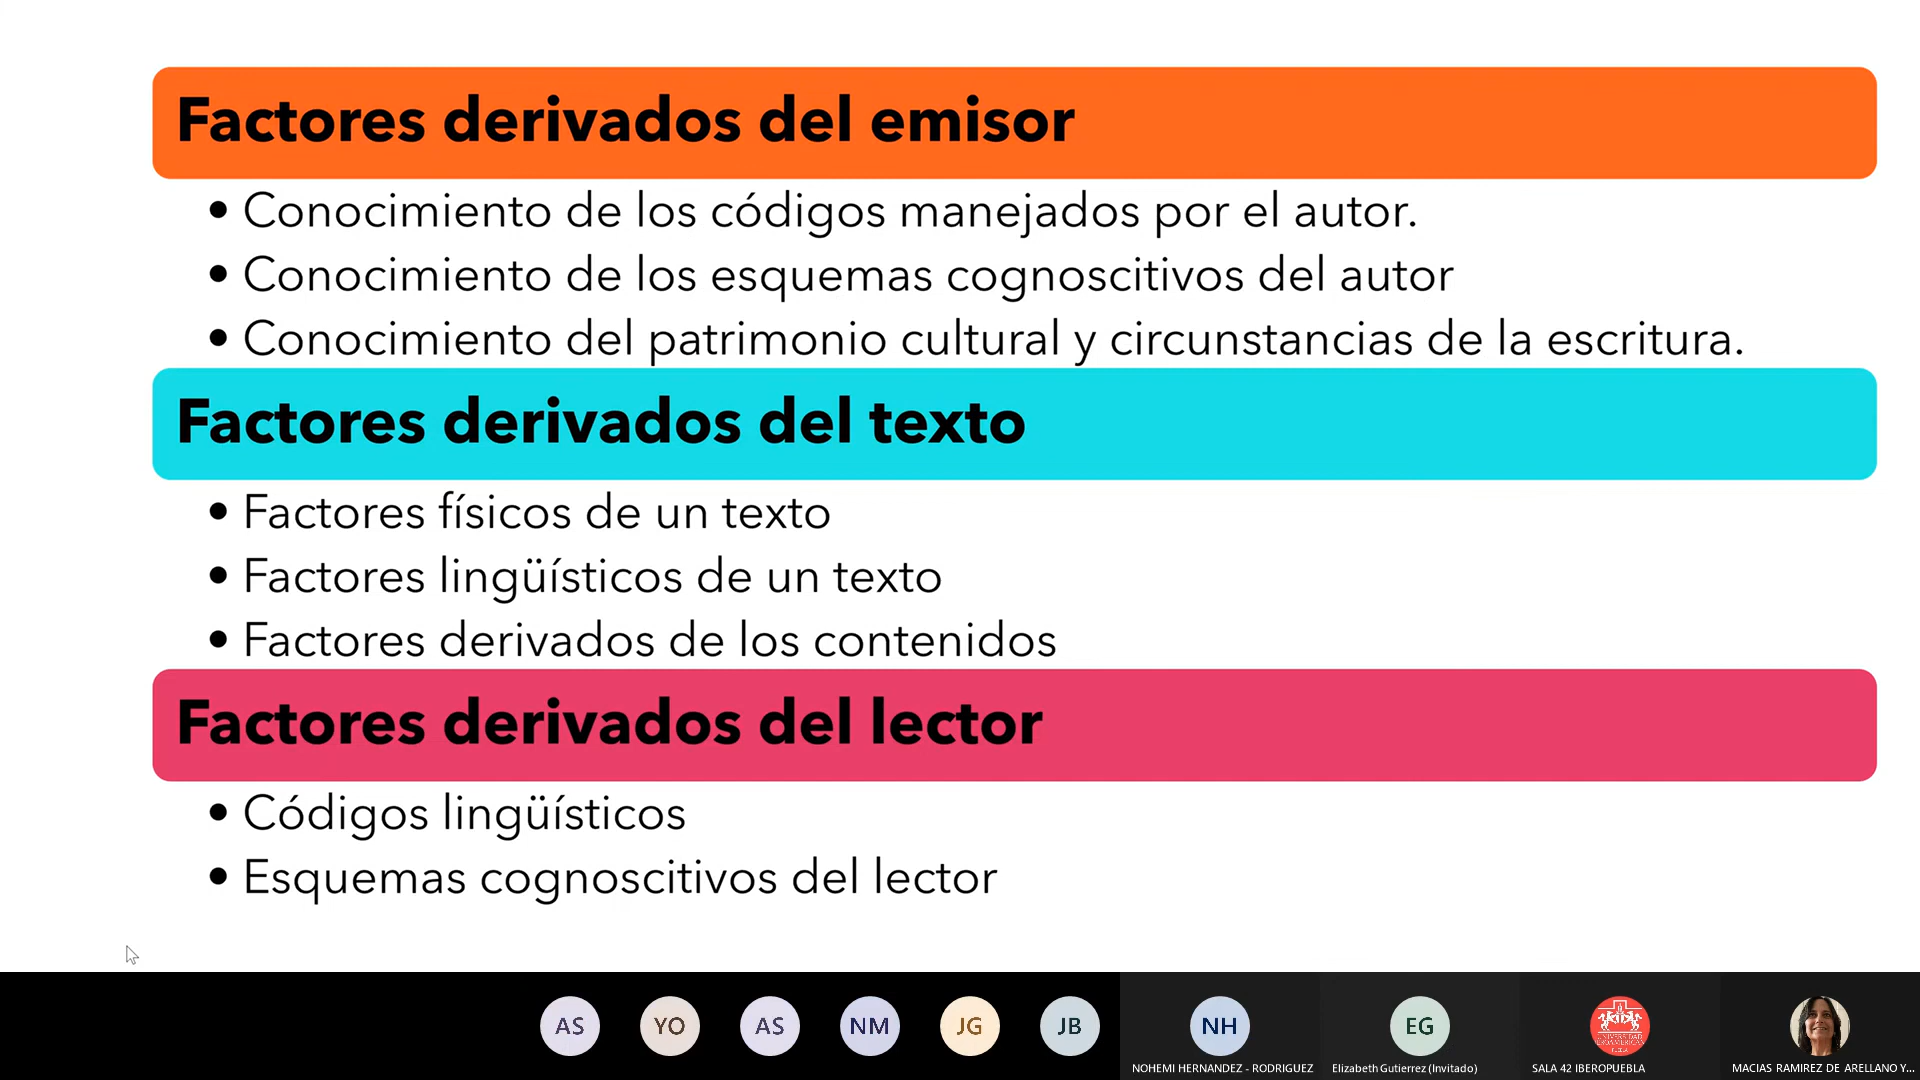 Factores derivados del emisor
• Conocimiento de los códigos manejados por el autor.
• Conocimiento de los esquemas cognoscitivos del autor
• Conocimiento del patrimonio cultural y circunstancias de la escritura.
Factores derivados del texto
• Factores físicos de un texto
• Factores lingüísticos de un texto
• Factores derivados de los contenidos
Factores derivados del lector
• Códigos lingüísticos
• Esquemas cognoscitivos del lector
AS YO AS NM JG JB NH EG
NOHEMI HERNANDEZ - RODRIGUEZ Elizabeth Gutierrez (Invitado) SALA 42 IBEROPUEBLA MACIAS RAMIREZ DE ARELLANO Y...